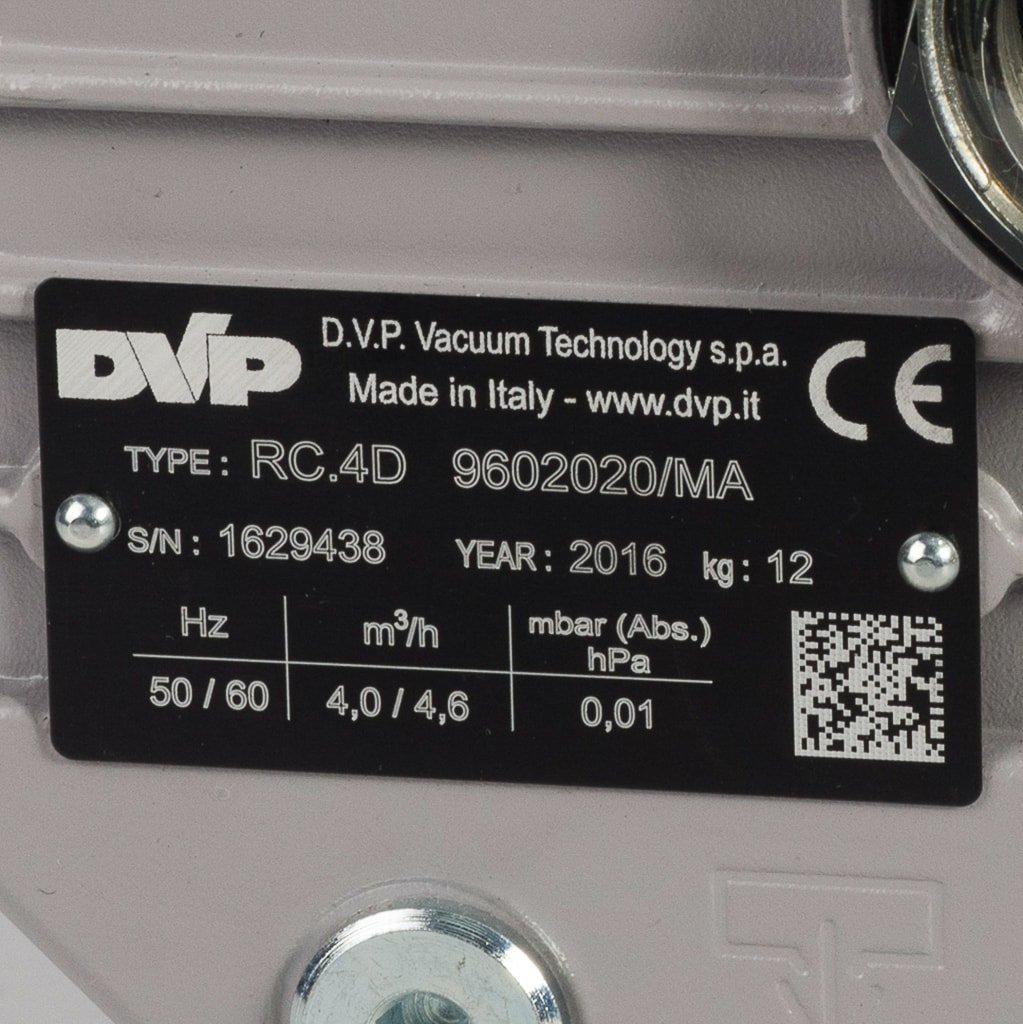 DVP
D.V.P. Vacuum Technology s.p.a.
Made in Italy - www.dvp.it
CE
TYPE : RC.4D 9602020/MA
S/N : 1629438 YEAR : 2016 kg : 12
Hz m³/h mbar (Abs.) hPa
50 / 60 4,0 / 4,6 0,01